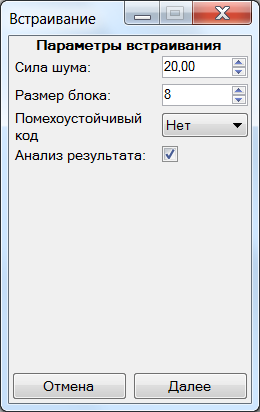 Встраивание
Параметры встраивания
Сила шума: 20,00
Размер блока: 8
Помехоустойчивый
код Нет
Анализ результата:
Отмена Далее